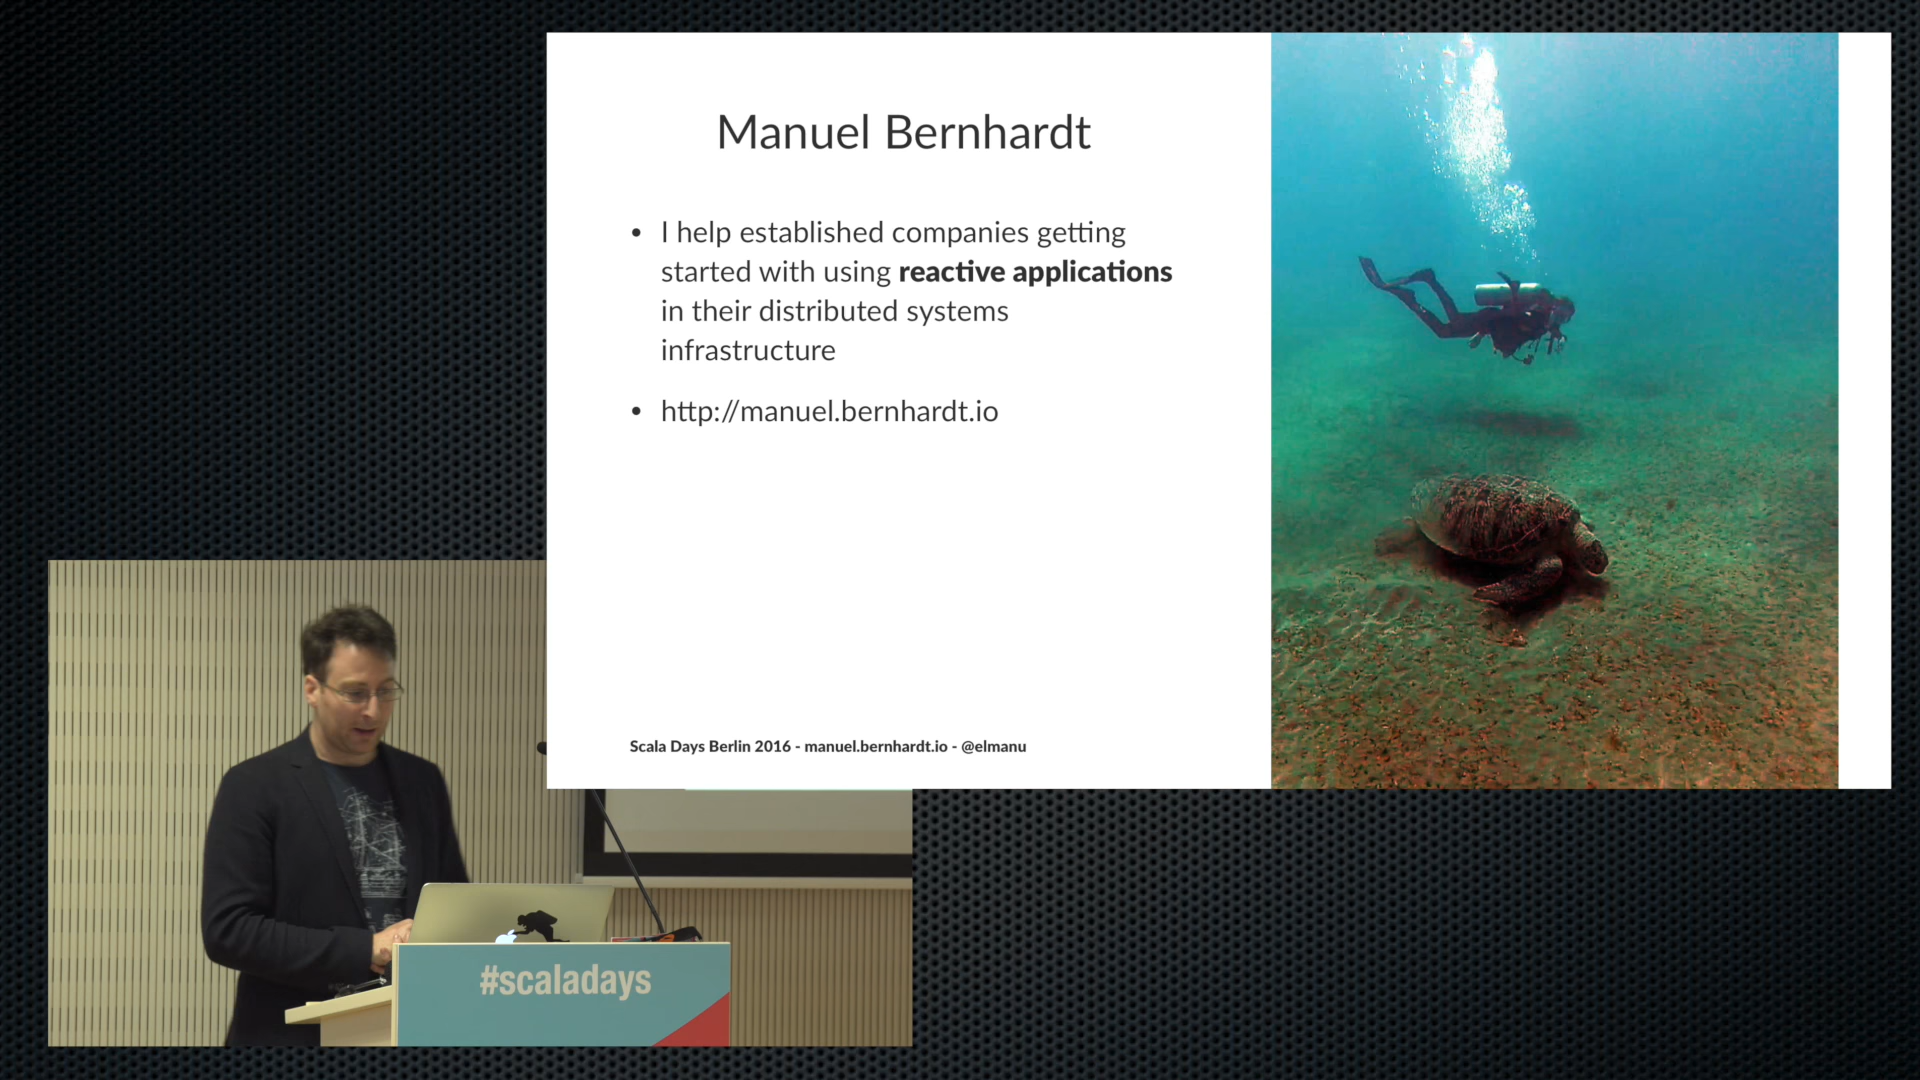 Manuel Bernhardt
• I help established companies getting
started with using reactive applications
in their distributed systems
infrastructure
• http://manuel.bernhardt.io
Scala Days Berlin 2016 - manuel.bernhardt.io - @elmanu
#scaladays